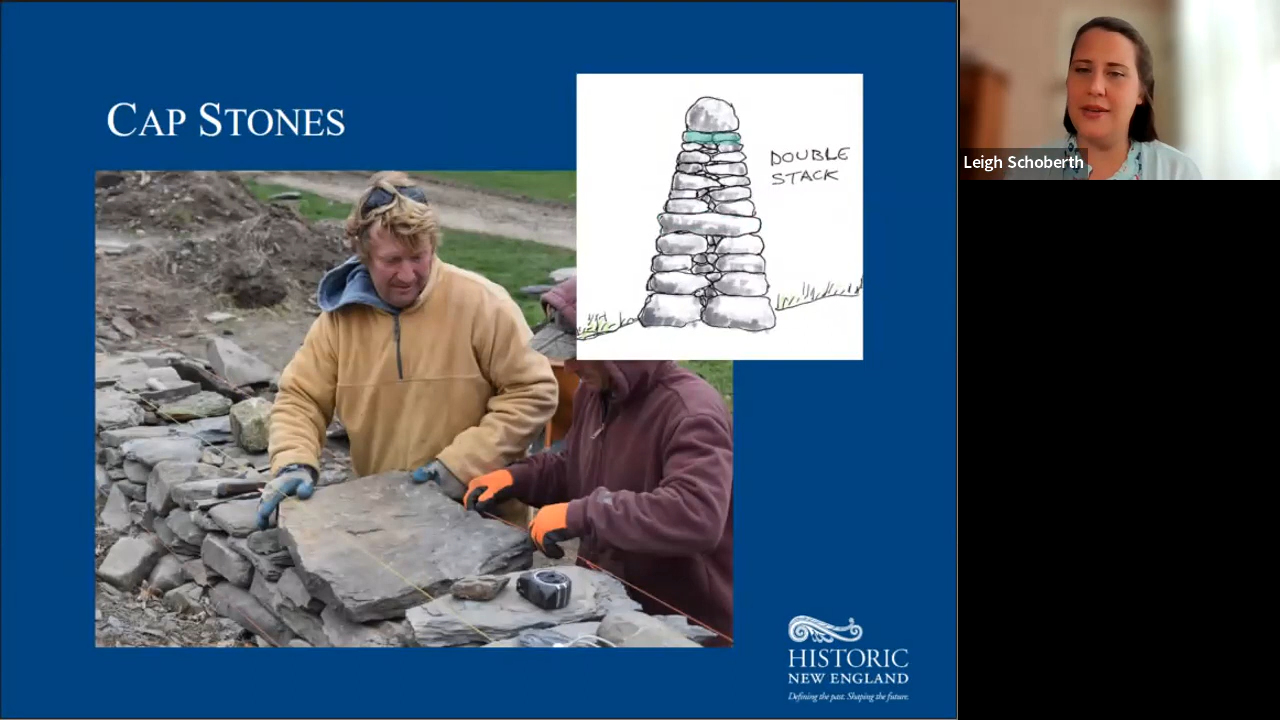 CAP STONES
DOUBLE
STACK
Leigh Schoberth
HISTORIC
NEW ENGLAND
Defining the past. Shaping the future.